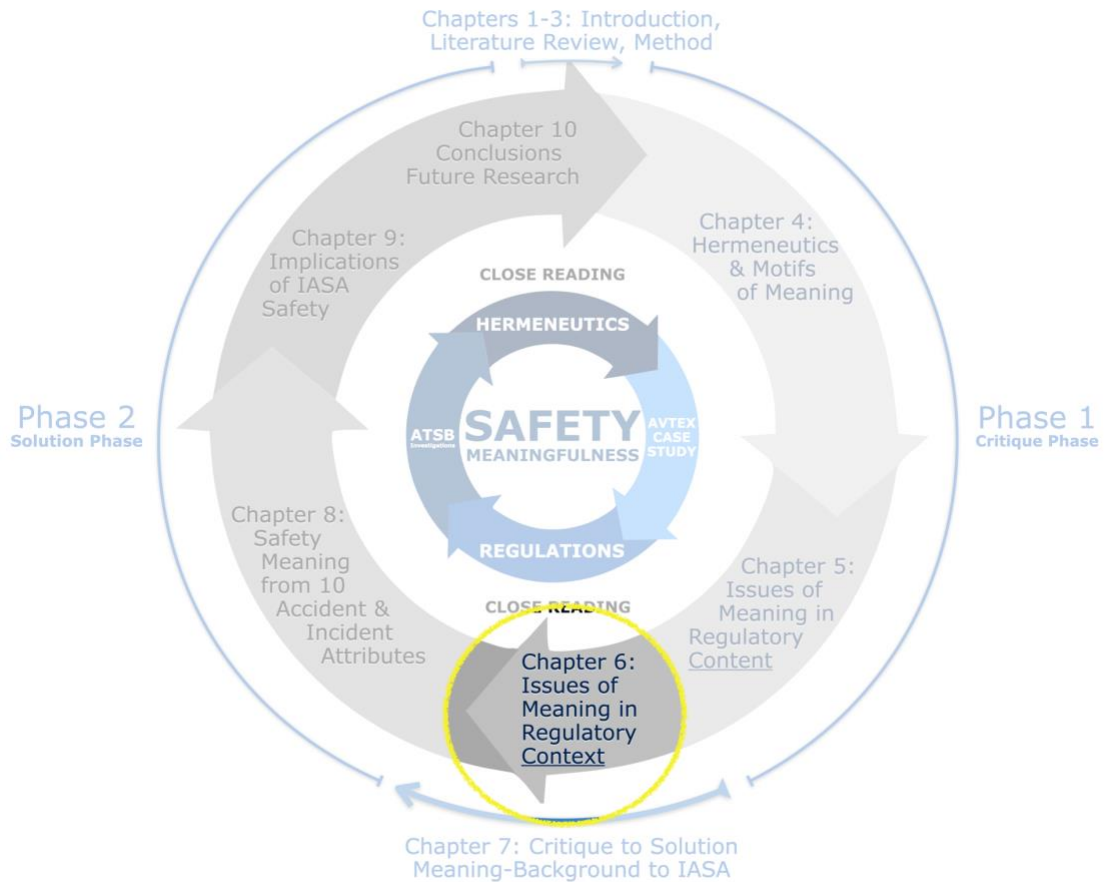 Chapters 1-3: Introduction,
Literature Review, Method
Chapter 10
Conclusions
Future Research
Chapter 4:
Hermeneutics
& Motifs
of Meaning
Chapter 9:
Implications
of IASA
Safety
CLOSE READING
HERMENEUTICS
Phase 2
Solution Phase
ATSB
Investigations
SAFETY
MEANINGFULNESS
AVTEX
CASE
STUDY
Phase 1
Critique Phase
REGULATIONS
CLOSE READING
Chapter 8:
Safety
Meaning
from 10
Accident &
Incident
Attributes
Chapter 5:
Issues of
Meaning in
Regulatory
Content
Chapter 6:
Issues of
Meaning in
Regulatory
Context
Chapter 7: Critique to Solution
Meaning-Background to IASA